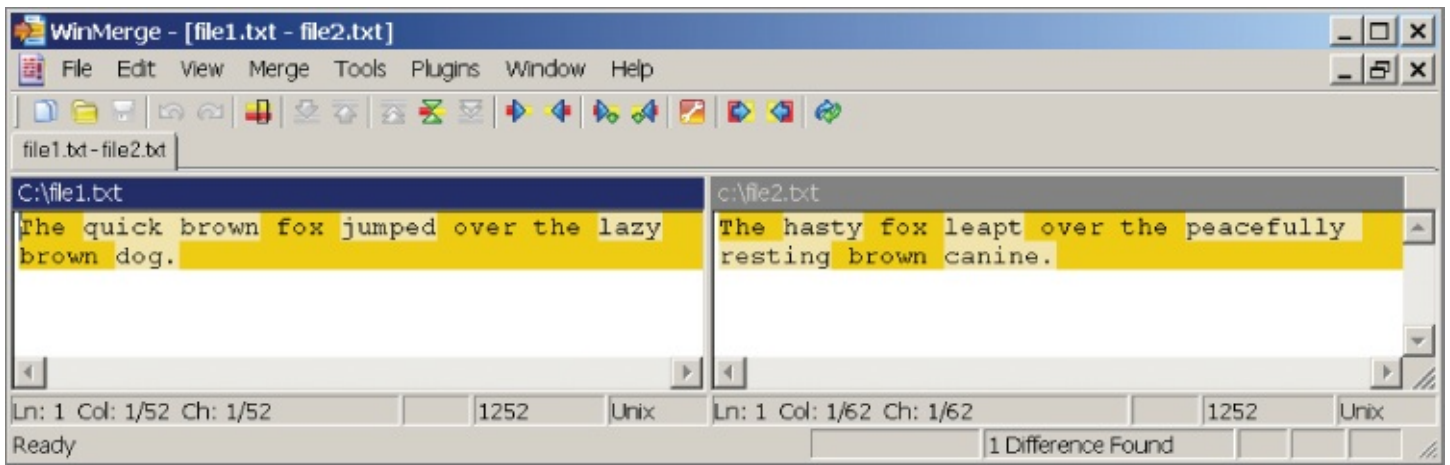 WinMerge - [file1.txt - file2.txt]
File Edit View Merge Tools Plugins Window Help
file1.txt - file2.txt
C:\file1.txt
The quick brown fox jumped over the lazy
brown dog.
c:\file2.txt
The hasty fox leapt over the peacefully
resting brown canine.
Ln: 1 Col: 1/52 Ch: 1/52 1252 Unix
Ln: 1 Col: 1/62 Ch: 1/62 1252 Unix
Ready 1 Difference Found